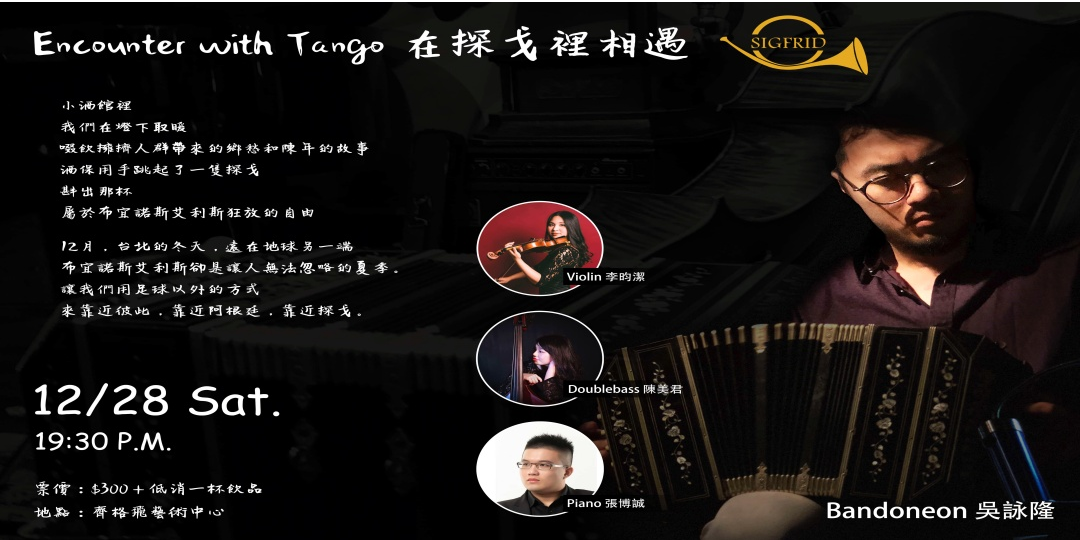 Encounter with Tango 在探戈裡相遇
SIGFRID
小酒館裡
我們在燈下取暖
啜飲擁擠人群帶來的鄉愁和陳年的故事
酒保用手跳起了一隻探戈
斟出那杯
屬於布宜諾斯艾利斯狂放的自由
12月，台北的冬天，遠在地球另一端
布宜諾斯艾利斯卻是讓人無法忽略的夏季。
讓我們用足球以外的方式
來靠近彼此，靠近阿根廷，靠近探戈。
Violin 李昀潔
Doublebass 陳美君
12/28 Sat.
19:30 P.M.
票價：$300+低消一杯飲品
地點：齊格飛藝術中心
Piano 張博誠
Bandoneon 吳詠隆